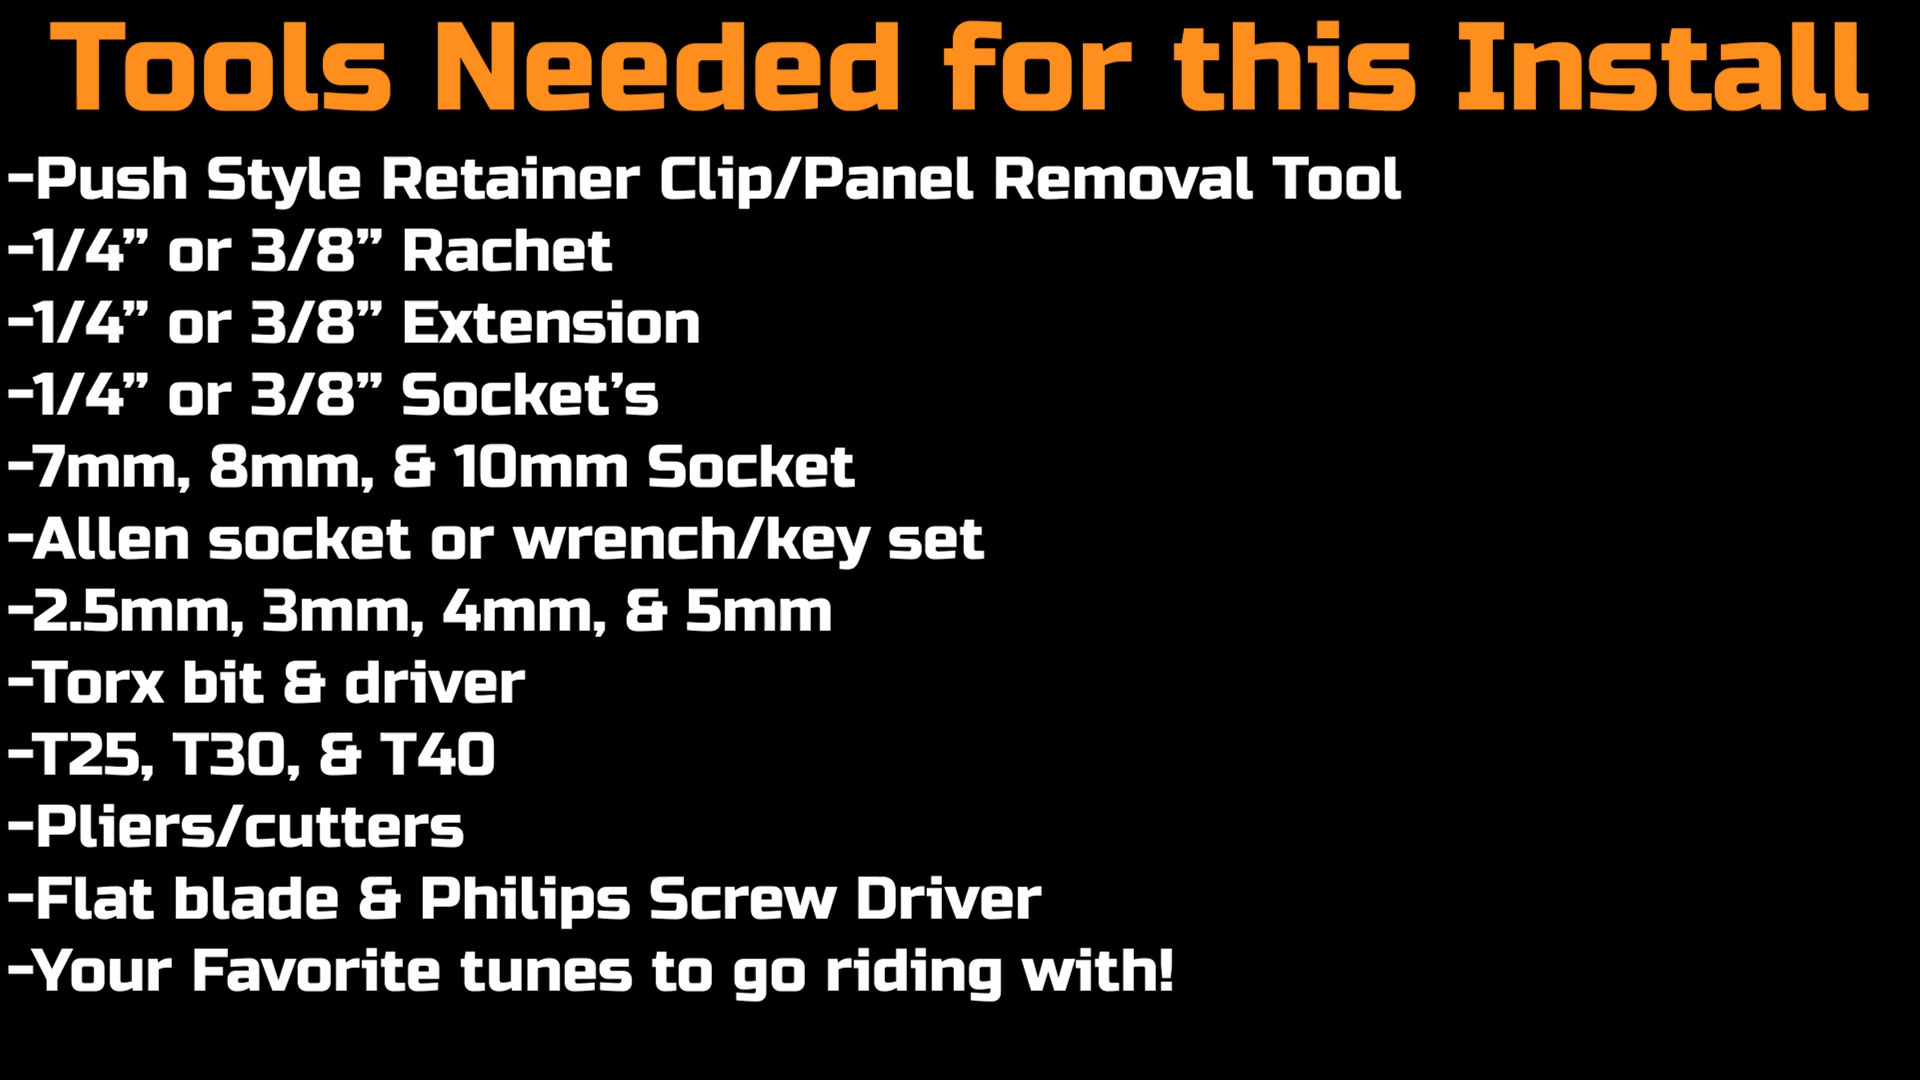 Tools Needed for this Install
-Push Style Retainer Clip/Panel Removal Tool
-1/4” or 3/8” Rachet
-1/4” or 3/8” Extension
-1/4” or 3/8” Socket’s
-7mm, 8mm, & 10mm Socket
-Allen socket or wrench/key set
-2.5mm, 3mm, 4mm, & 5mm
-Torx bit & driver
-T25, T30, & T40
-Pliers/cutters
-Flat blade & Philips Screw Driver
-Your Favorite tunes to go riding with!